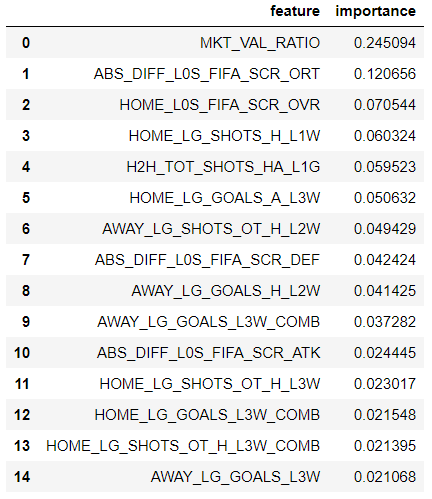 feature importance
0 MKT_VAL_RATIO 0.245094
1 ABS_DIFF_L0S_FIFA_SCR_ORT 0.120656
2 HOME_L0S_FIFA_SCR_OVR 0.070544
3 HOME_LG_SHOTS_H_L1W 0.060324
4 H2H_TOT_SHOTS_HA_L1G 0.059523
5 HOME_LG_GOALS_A_L3W 0.050632
6 AWAY_LG_SHOTS_OT_H_L2W 0.049429
7 ABS_DIFF_L0S_FIFA_SCR_DEF 0.042424
8 AWAY_LG_GOALS_H_L2W 0.041425
9 AWAY_LG_GOALS_L3W_COMB 0.037282
10 ABS_DIFF_L0S_FIFA_SCR_ATK 0.024445
11 HOME_LG_SHOTS_OT_H_L3W 0.023017
12 HOME_LG_GOALS_L3W_COMB 0.021548
13 HOME_LG_SHOTS_OT_H_L3W_COMB 0.021395
14 AWAY_LG_GOALS_L3W 0.021068